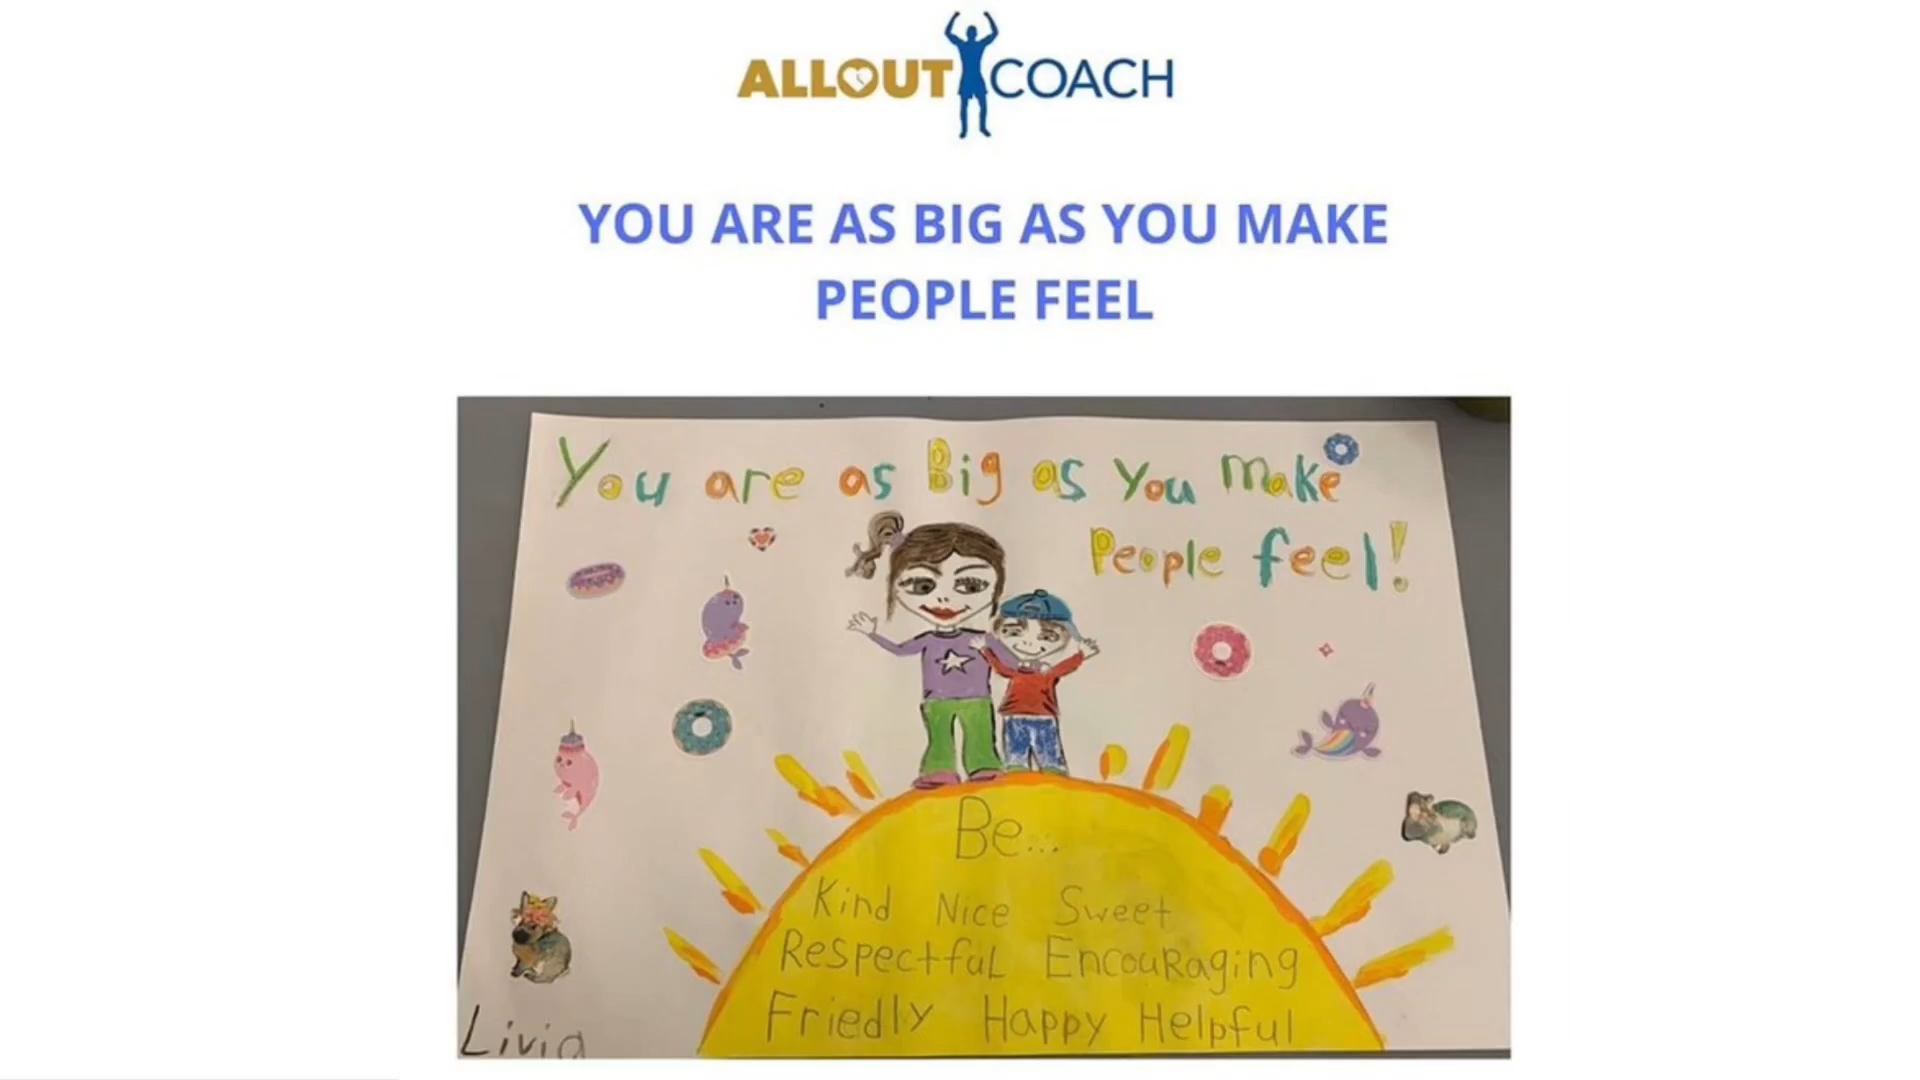 ALLOUT COACH
YOU ARE AS BIG AS YOU MAKE
PEOPLE FEEL
You are as Big as you make
People feel!
Be...
Kind Nice Sweet
Respectful Encouraging
Friedly Happy Helpful
Livia